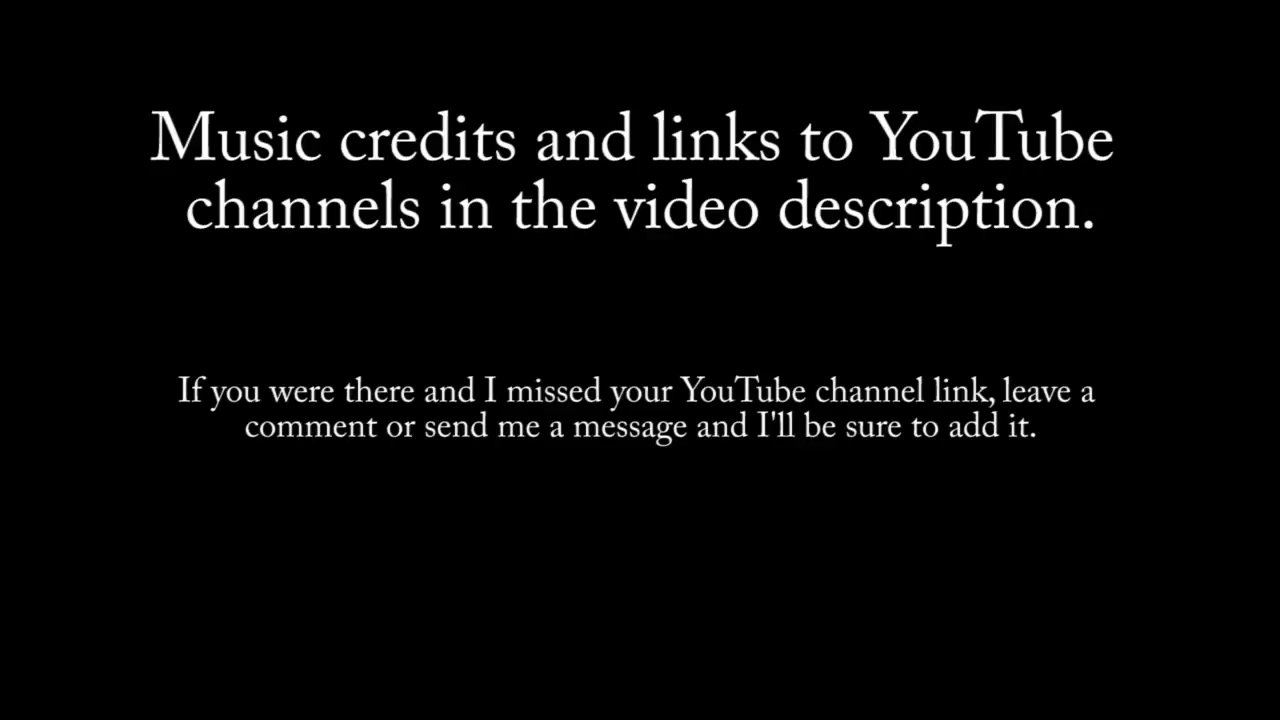 Music credits and links to YouTube
channels in the video description.
If you were there and I missed your YouTube channel link, leave a
comment or send me a message and I'll be sure to add it.